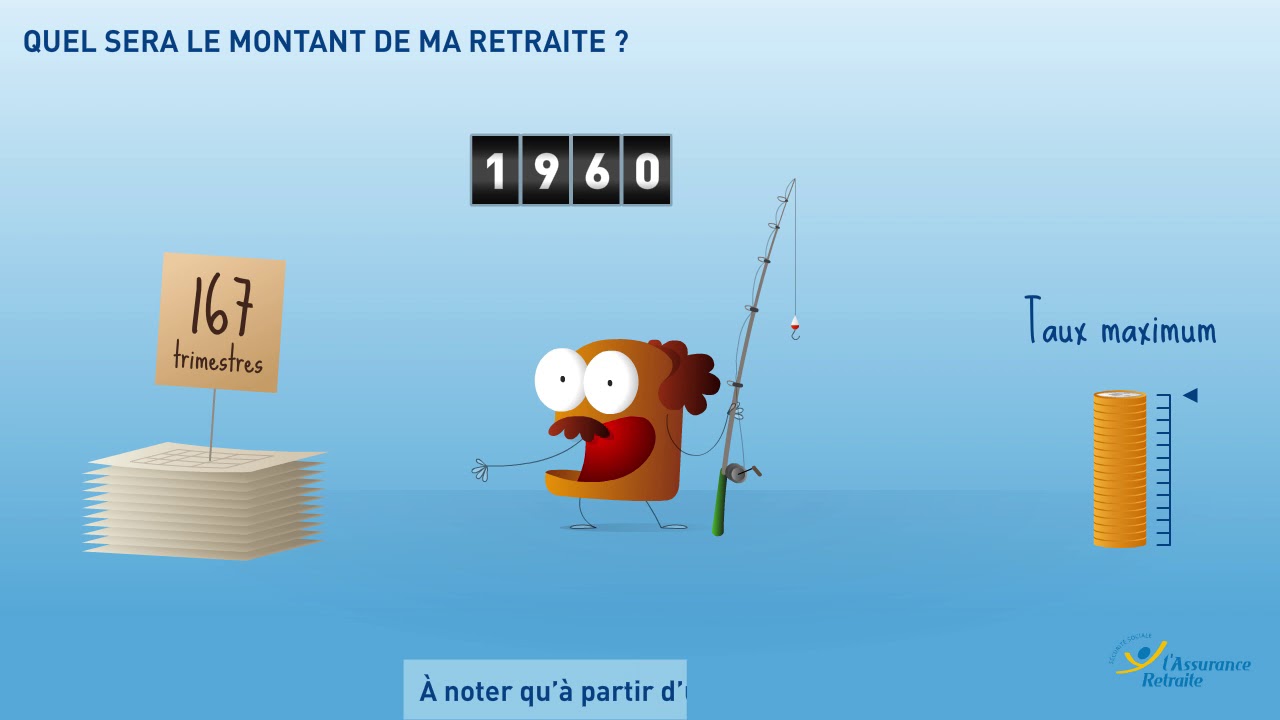 QUEL SERA LE MONTANT DE MA RETRAITE ?
1960
167
trimestres
Taux maximum
SÉCURITÉ SOCIALE
l'Assurance
Retraite
À noter qu'à partir d'